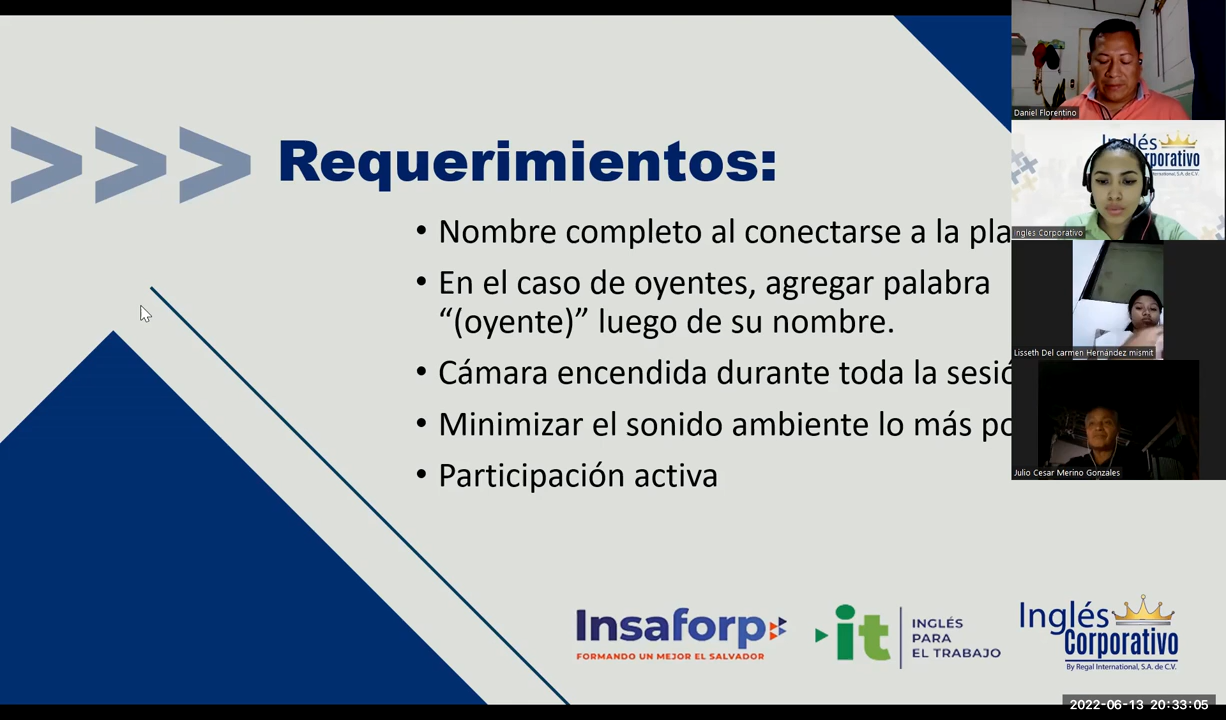 >>> Requerimientos:
• Nombre completo al conectarse a la pla
• En el caso de oyentes, agregar palabra
“(oyente)” luego de su nombre.
• Cámara encendida durante toda la sesió
• Minimizar el sonido ambiente lo más po
• Participación activa
Insaforp
FORMANDO UN MEJOR EL SALVADOR
it
INGLÉS
PARA
EL TRABAJO
Inglés
Corporativo
By Regal International, S.A. de C.V.
Daniel Florentino
Inglés
rporativo
Ingles Corporativo
Lisseth Del carmen Hernández mismit
Julio Cesar Merino Gonzales
2022-06-13 20:33:05